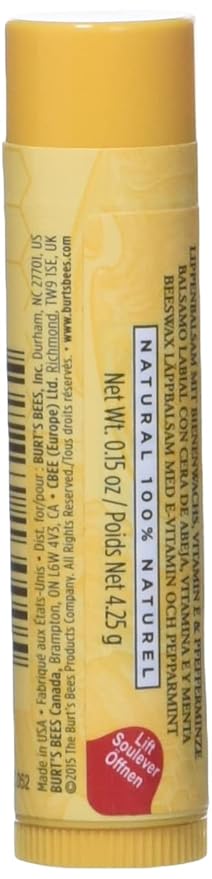 LIPPENBALSAM MIT BIENENWACHS, VITAMIN E & PFEFFERMINZE
BALSAMO LABIAL CON CERA DE ABEJA, VITAMINA E Y MENTA
BEESWAX LÄPPBALSAM MED E-VITAMIN OCH PEPPARMINT
NATURAL 100% NATUREL
Net Wt. 0.15 oz / Poids Net 4.25 g
Lift
Soulever
Öffnen
Made in USA • Fabrique aux États-Unis • Dist. for/pour : BURT'S BEES, Inc. Durham, NC 27701, US
BURT'S BEES Canada, Brampton, ON L6W 4V3, CA • CBEE (Europe) Ltd. Richmond, TW9 1SE, UK
©2015 The Burt's Bees Products Company. All Rights Reserved./Tous droits réservés. • www.burtsbees.com